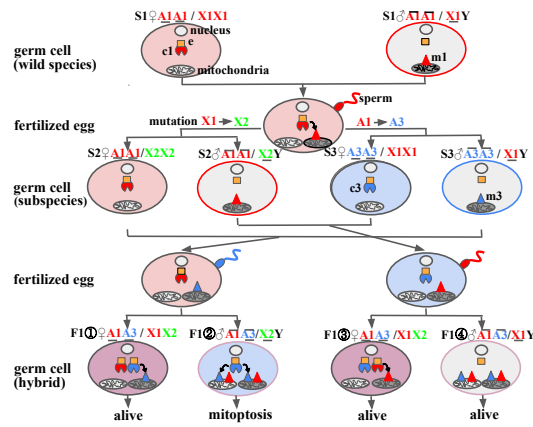 S1♀A1A1 / X1X1
S1♂A1A1/ X1Y
nucleus
e
c1
mitochondria
m1
germ cell
(wild species)
sperm
mutation X1 → X2
A1 → A3
fertilized egg
S2♀A1A1/X2X2
S2♂A1A1/ X2Y
S3♀A3A3/ X1X1
S3♂A3A3/ X1Y
c3
m3
germ cell
(subspecies)
fertilized egg
F1①♀A1A3/ X1X2
F1②♂A1A3/X2Y
F1③♀A1A3/X1X2
F1④♂A1A3/X1Y
germ cell
(hybrid)
alive
mitoptosis
alive
alive